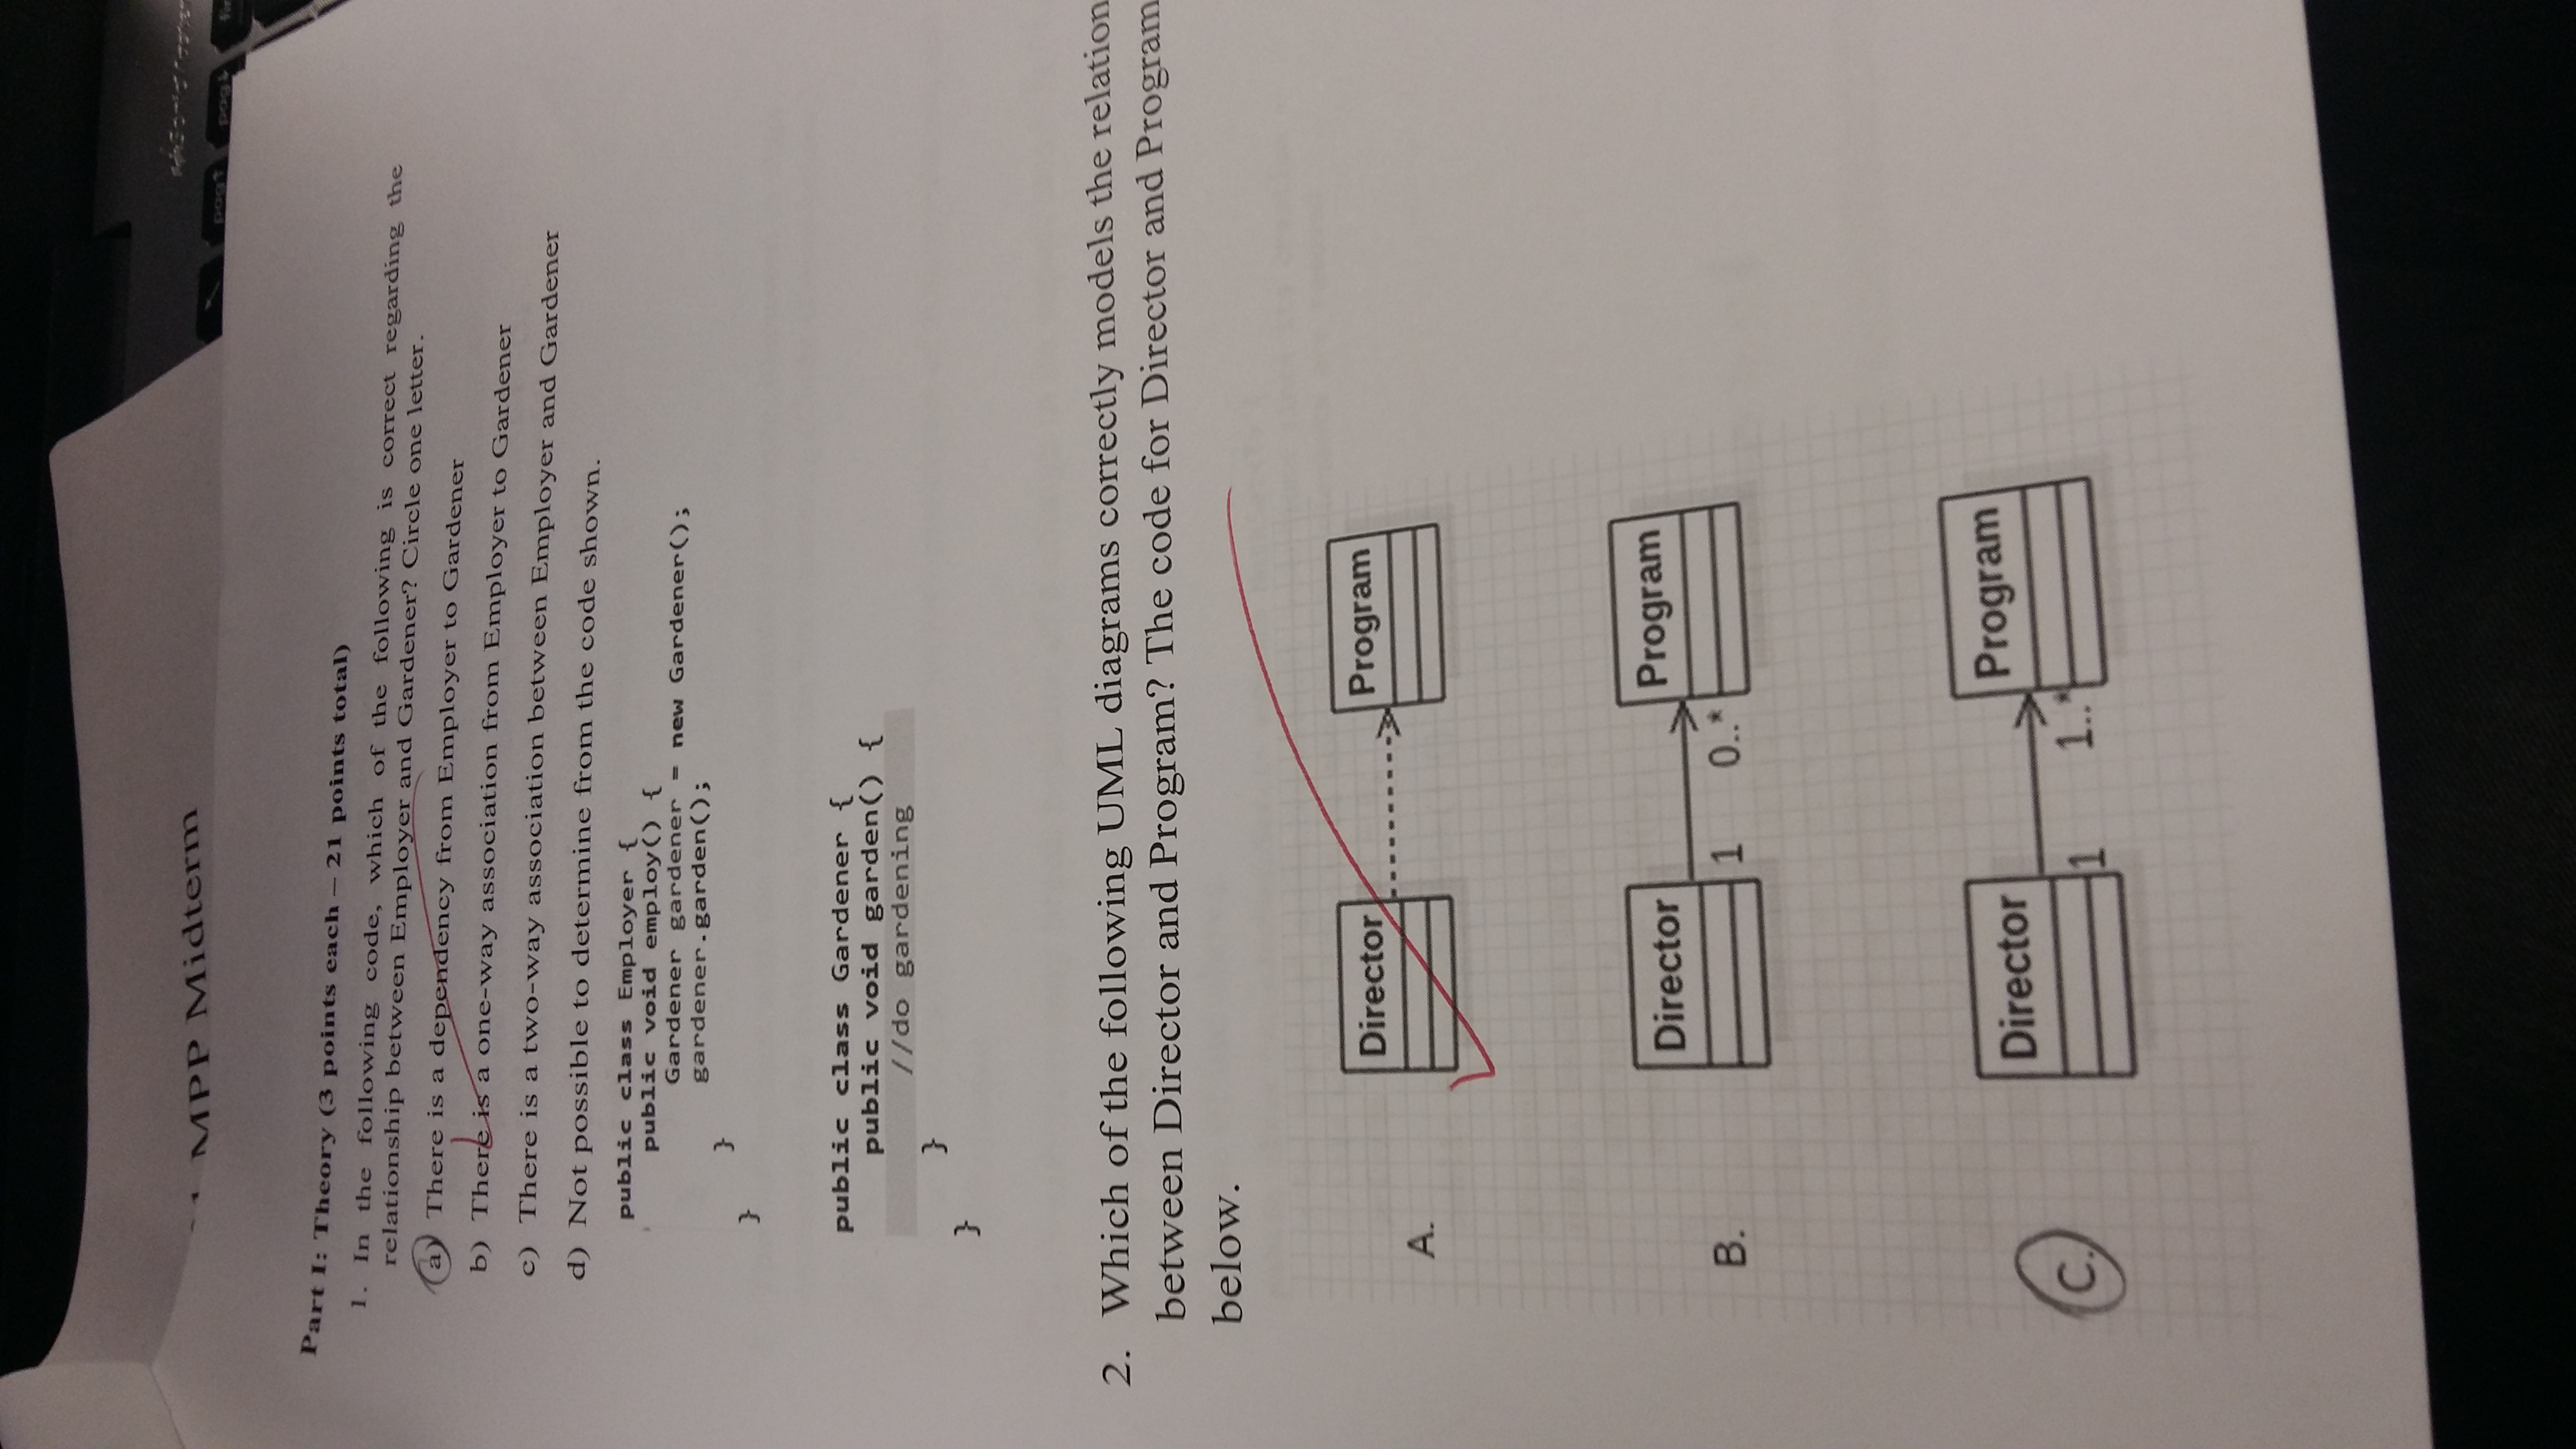 MPP Midterm
pag↑ pag↓
Part I: Theory (3 points each – 21 points total)
1. In the following code, which of the following is correct regarding the
relationship between Employer and Gardener? Circle one letter.
a) There is a dependency from Employer to Gardener
b) There is a one-way association from Employer to Gardener
c) There is a two-way association between Employer and Gardener
d) Not possible to determine from the code shown.
public class Employer {
public void employ() {
Gardener gardener = new Gardener();
gardener.garden();
}
}
public class Gardener {
public void garden() {
//do gardening
}
}
2. Which of the following UML diagrams correctly models the relation
between Director and Program? The code for Director and Program
below.
A. Director Program
B. Director 1 0..* Program
C. Director 1 1..* Program